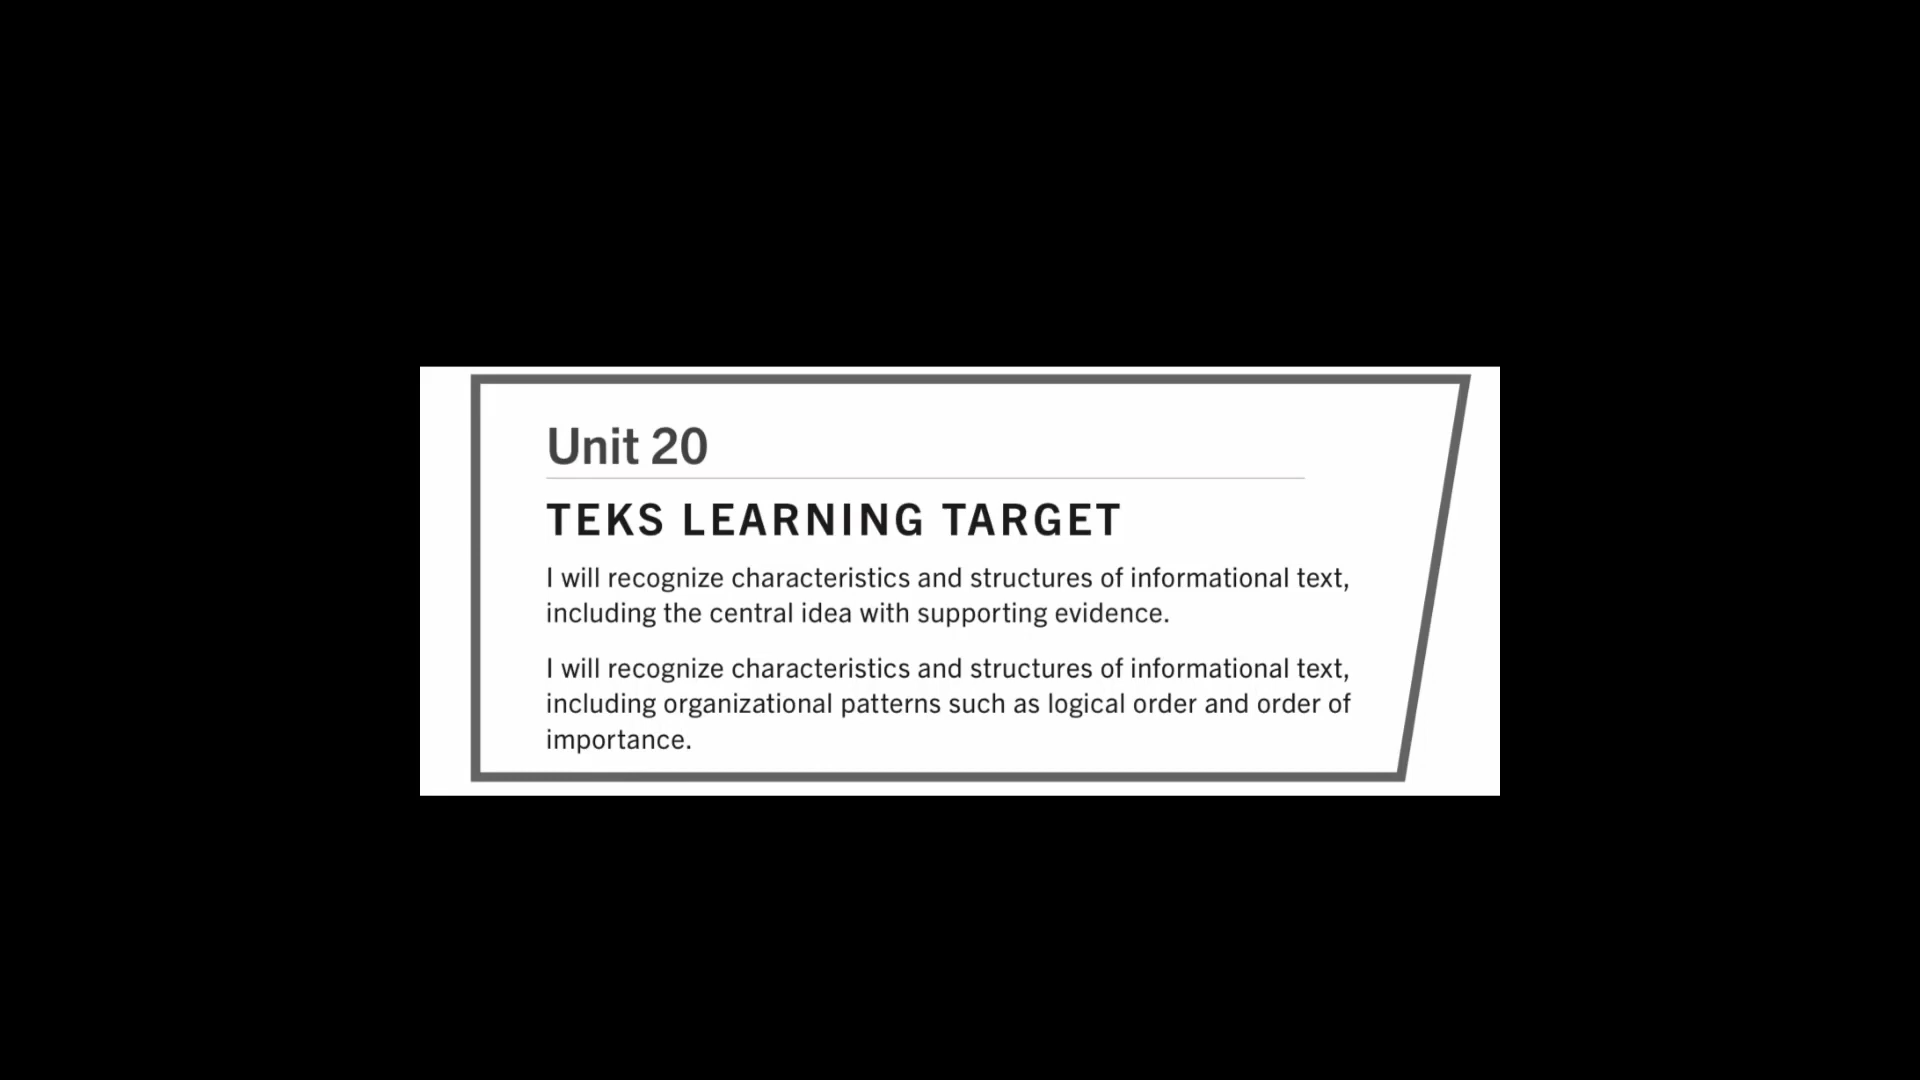 Unit 20
TEKS LEARNING TARGET
I will recognize characteristics and structures of informational text,
including the central idea with supporting evidence.
I will recognize characteristics and structures of informational text,
including organizational patterns such as logical order and order of
importance.